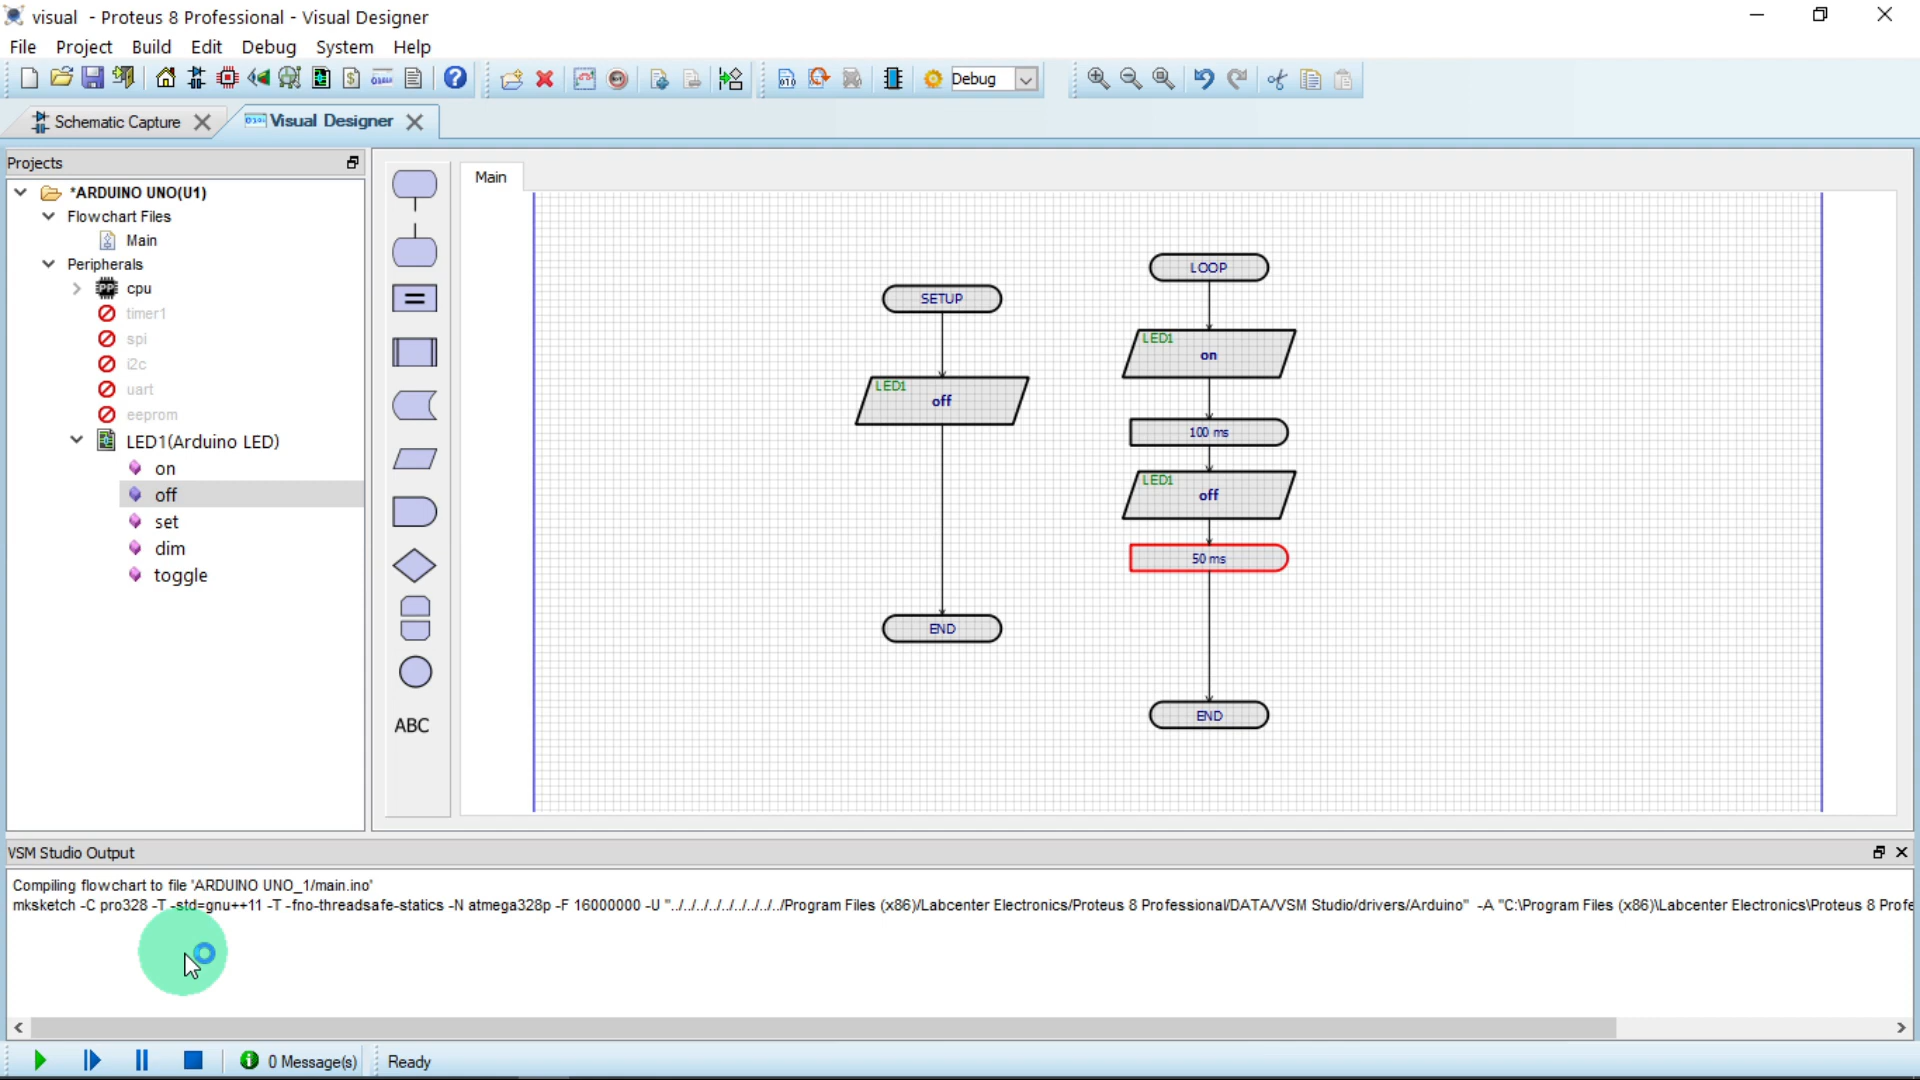 visual - Proteus 8 Professional - Visual Designer
File Project Build Edit Debug System Help
Debug
Schematic Capture
Visual Designer
Projects
*ARDUINO UNO(U1)
Flowchart Files
Main
Peripherals
cpu
timer1
spi
i2c
uart
eeprom
LED1(Arduino LED)
on
off
set
dim
toggle
ABC
Main
SETUP
LED1
off
END
LOOP
LED1
on
100 ms
LED1
off
50 ms
END
VSM Studio Output
Compiling flowchart to file 'ARDUINO UNO_1/main.ino'
mksketch -C pro328 -T -std=gnu++11 -T -fno-threadsafe-statics -N atmega328p -F 16000000 -U "../../../../../../../../../../Program Files (x86)/Labcenter Electronics/Proteus 8 Professional/DATA/VSM Studio/drivers/Arduino" -A "C:\Program Files (x86)\Labcenter Electronics\Proteus 8 Profe
0 Message(s)
Ready